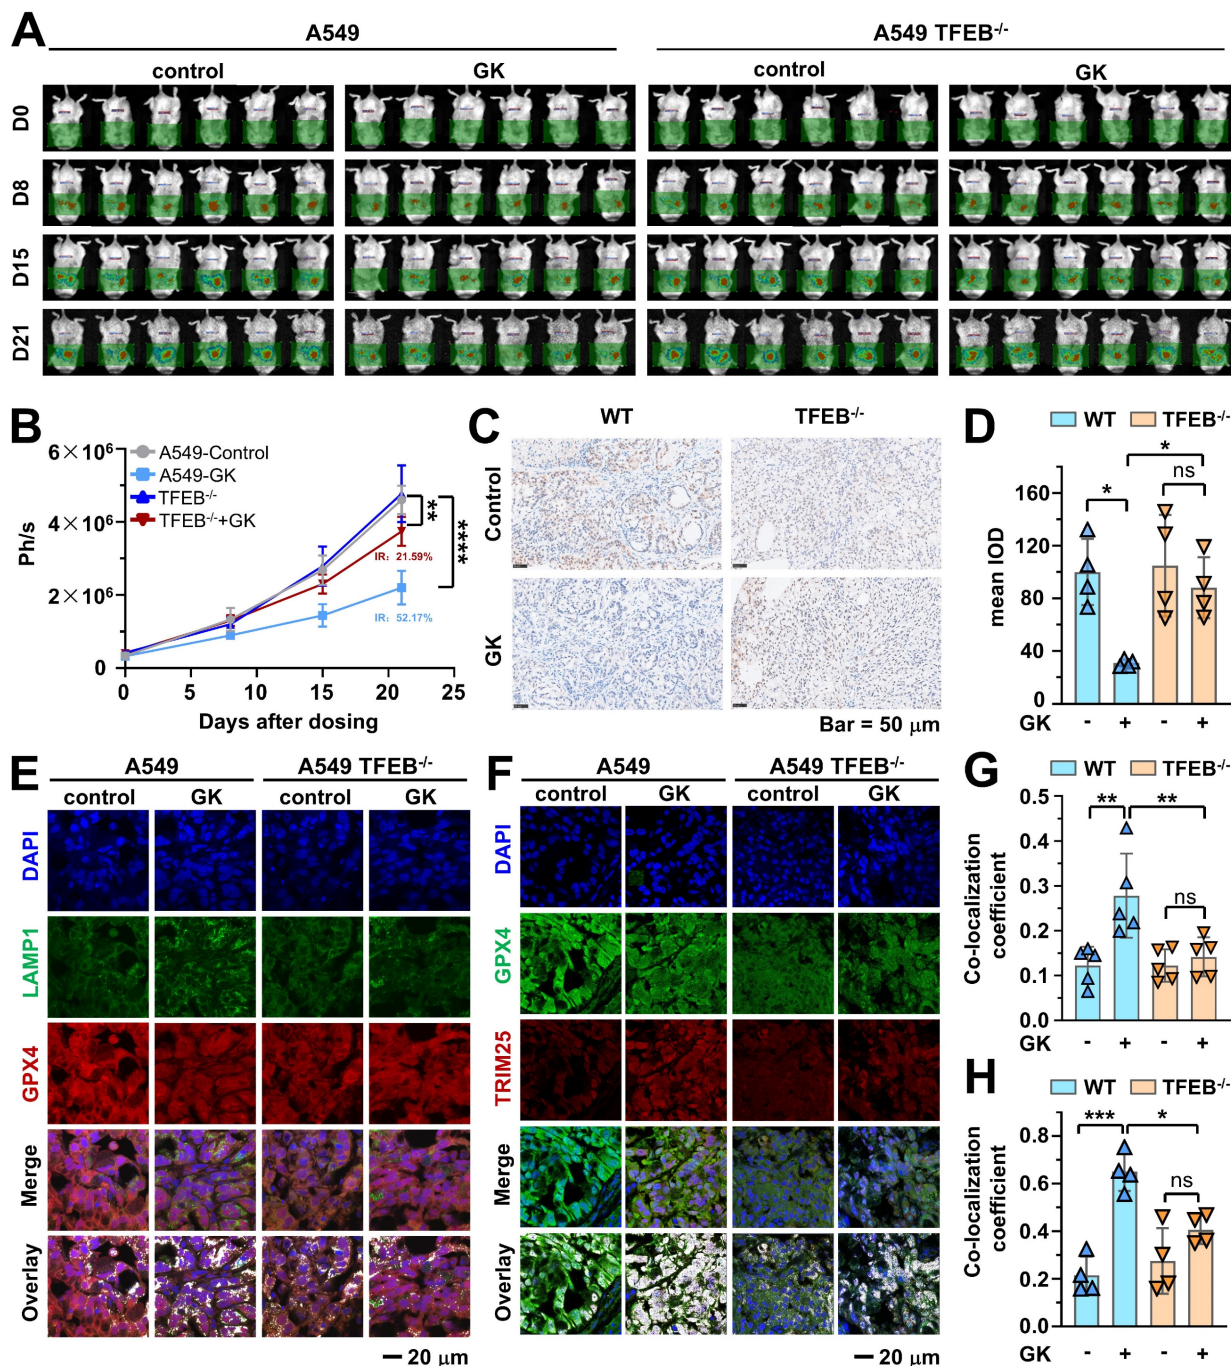 A
A549
A549 TFEB-/-
control
GK
control
GK
D0
D8
D15
D21
B
6×10⁶
4×10⁶
2×10⁶
0
Ph/s
A549-Control
A549-GK
TFEB-/-
TFEB-/-+GK
**
****
IR: 21.59%
IR: 52.17%
0
5
10
15
20
25
Days after dosing
C
WT
TFEB-/-
Control
GK
Bar = 50 μm
D
WT
TFEB-/-
mean IOD
160
120
80
40
0
*
*
ns
GK
-
+
-
+
E
A549
A549 TFEB-/-
control
GK
control
GK
DAPI
LAMP1
GPX4
Merge
Overlay
20 μm
F
A549
A549 TFEB-/-
control
GK
control
GK
DAPI
GPX4
TRIM25
Merge
Overlay
20 μm
G
WT
TFEB-/-
Co-localization
coefficient
0.5
0.4
0.3
0.2
0.1
0.0
**
**
ns
GK
-
+
-
+
H
WT
TFEB-/-
Co-localization
coefficient
0.8
0.6
0.4
0.2
0.0
***
*
ns
GK
-
+
-
+